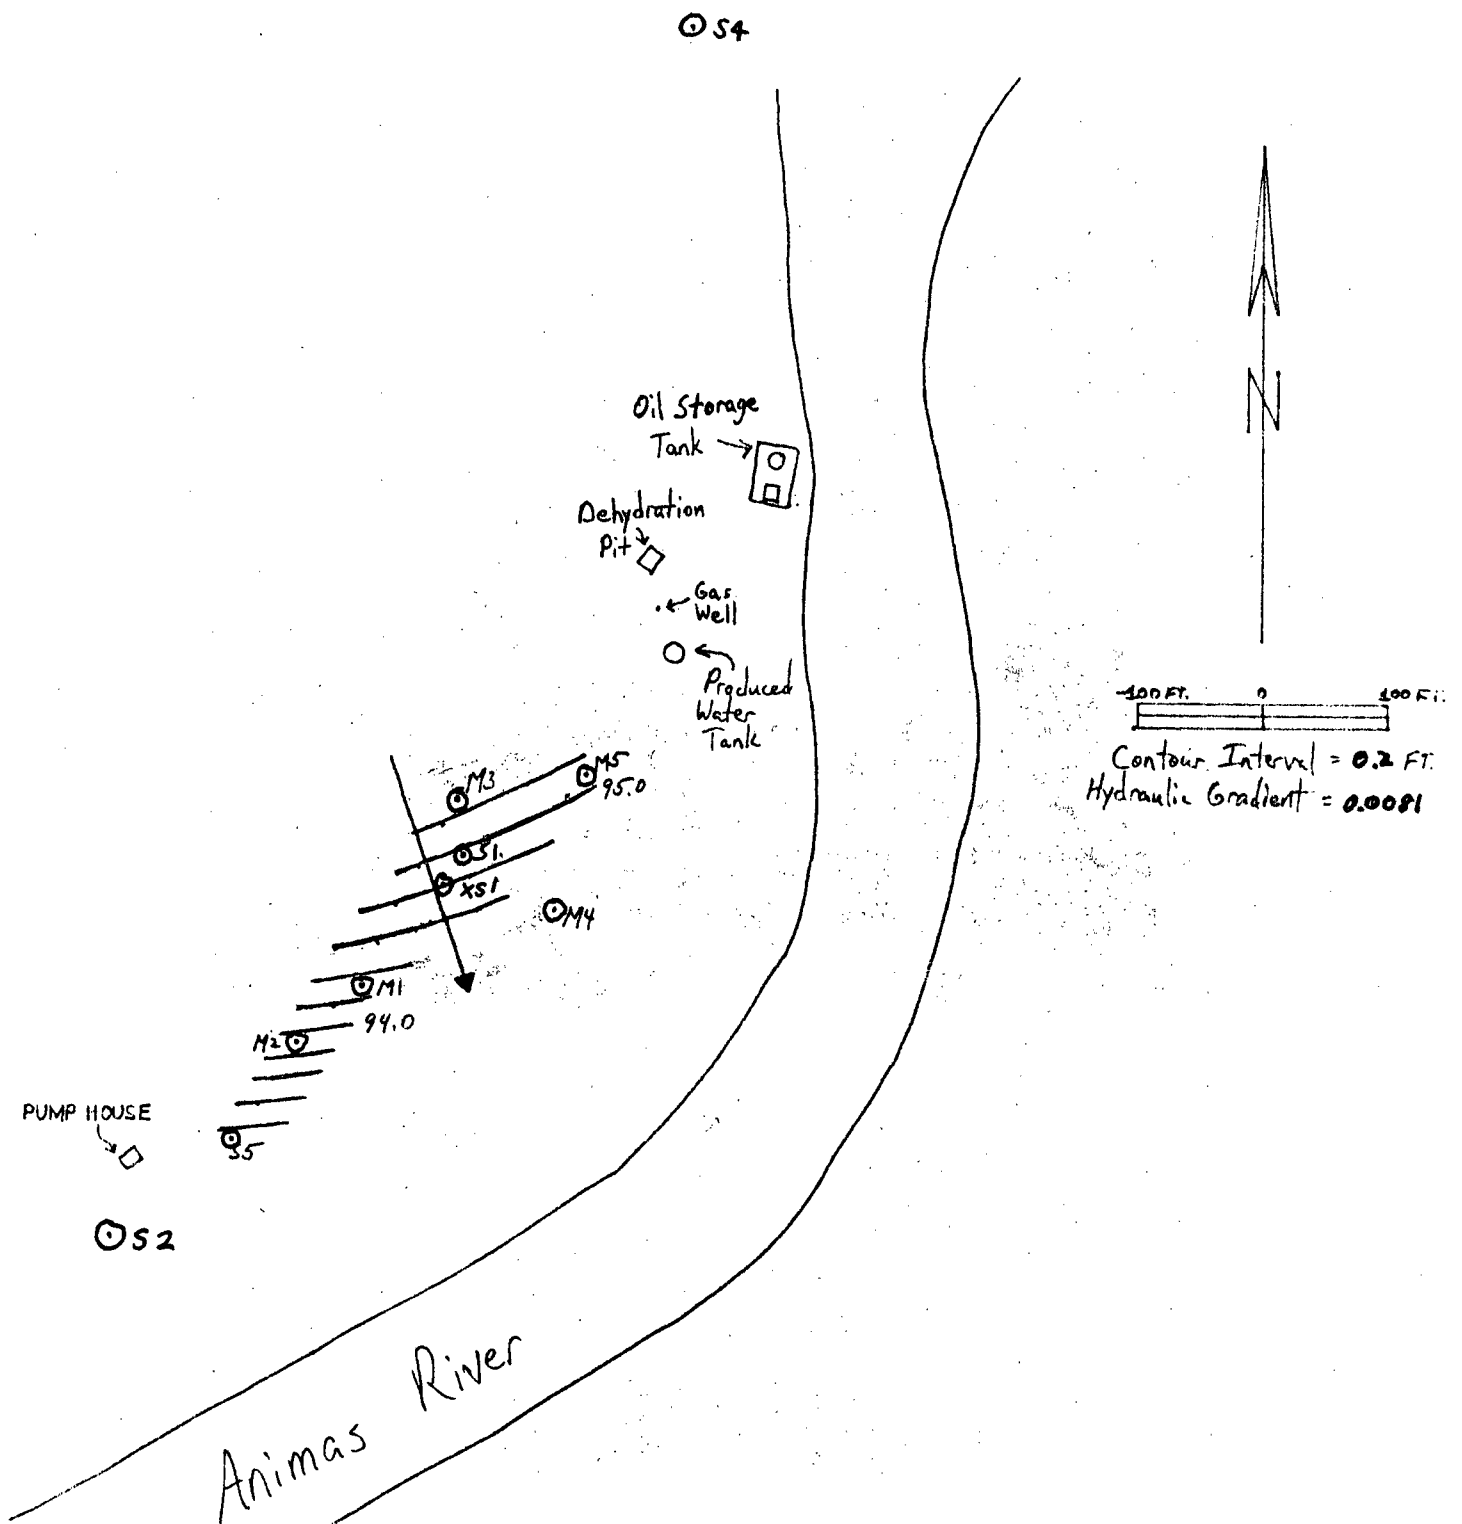 S4
Oil Storage
Tank
Dehydration
Pit
Gas
Well
Produced
Water
Tank
N
100 FT. 0 100 FT.
Contour Interval = 0.2 FT.
Hydraulic Gradient = 0.0081
M3
M5
95.0
S1.
XS1
M4
M1
94.0
M2
PUMP HOUSE
S5
S2
Animas River